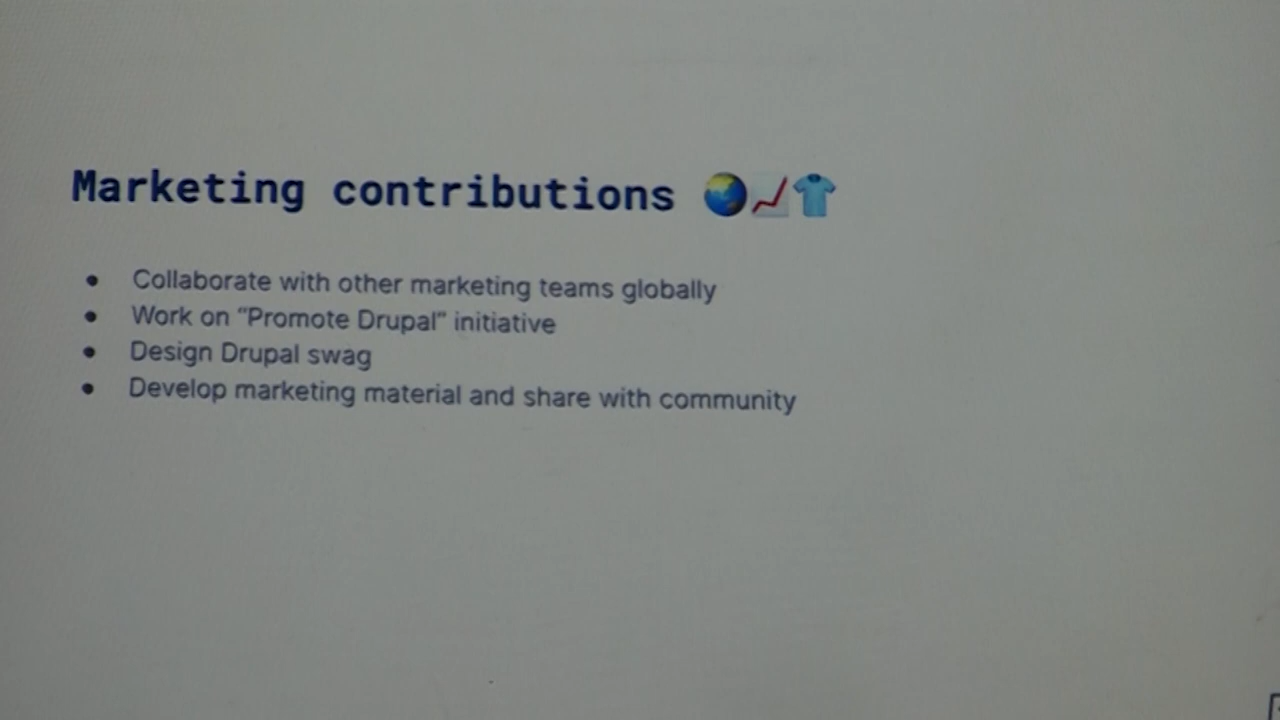 Marketing contributions 🌏📈👕
• Collaborate with other marketing teams globally
• Work on “Promote Drupal” initiative
• Design Drupal swag
• Develop marketing material and share with community